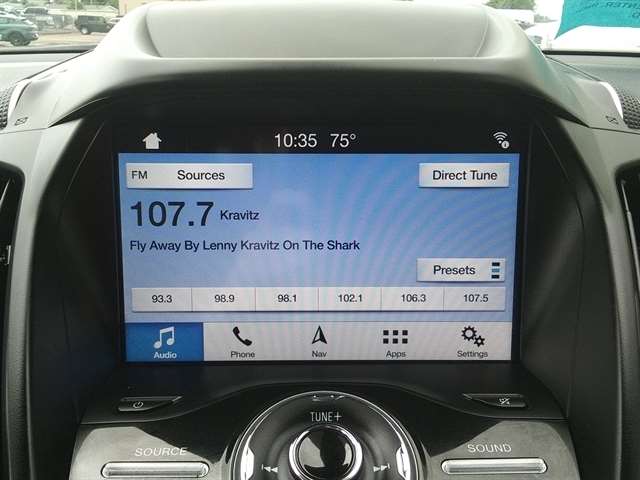 10:35 75°
FM Sources
Direct Tune
107.7 Kravitz
Fly Away By Lenny Kravitz On The Shark
Presets
93.3 98.9 98.1 102.1 106.3 107.5
Audio Phone Nav Apps Settings
TUNE+
SOURCE
SOUND